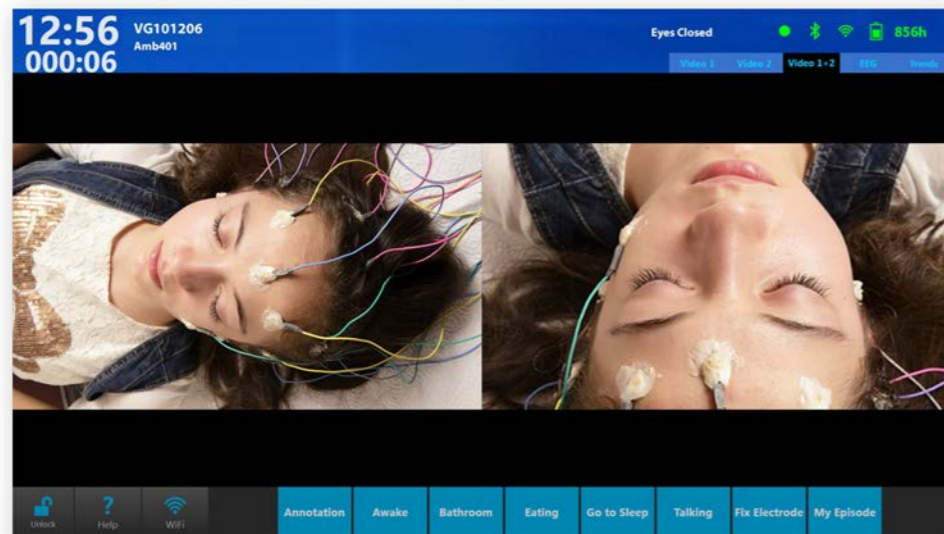 12:56
000:06
VG101206
Amb401
Eyes Closed
856h
Video 1 Video 2 Video 1+2 EEG Trends
Unlock Help WiFi
Annotation Awake Bathroom Eating Go to Sleep Talking Fix Electrode My Episode